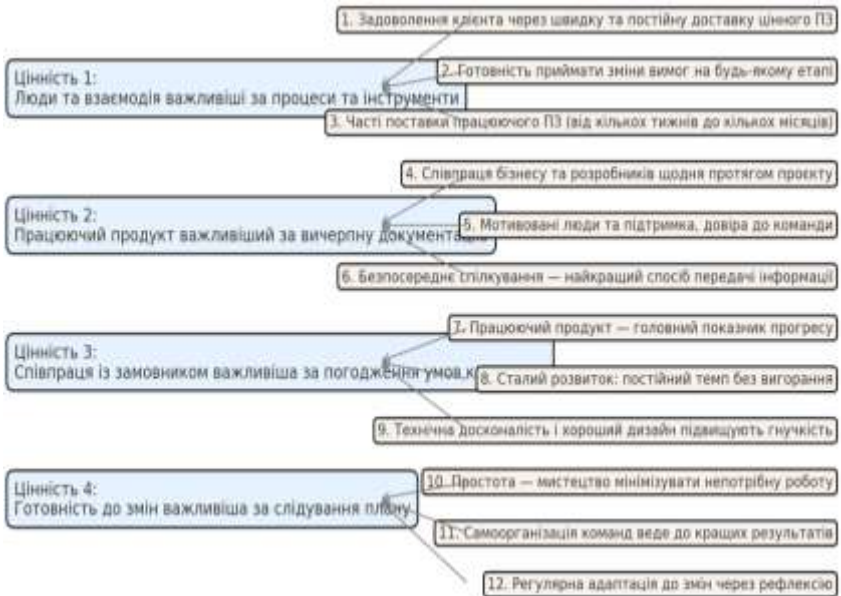 1. Задоволення клієнта через швидку та постійну доставку цінного ПЗ
Цінність 1:
Люди та взаємодія важливіші за процеси та інструменти
2. Готовність приймати зміни вимог на будь-якому етапі
3. Часті поставки працюючого ПЗ (від кількох тижнів до кількох місяців)
4. Співпраця бізнесу та розробників щодня протягом проєкту
Цінність 2:
Працюючий продукт важливіший за вичерпну документацію
5. Мотивовані люди та підтримка, довіра до команди
6. Безпосереднє спілкування — найкращий спосіб передачі інформації
7. Працюючий продукт — головний показник прогресу
Цінність 3:
Співпраця із замовником важливіша за погодження умов
8. Сталий розвиток: постійний темп без вигорання
9. Технічна досконалість і хороший дизайн підвищують гнучкість
Цінність 4:
Готовність до змін важливіша за слідування плану
10. Простота — мистецтво мінімізувати непотрібну роботу
11. Самоорганізація команд веде до кращих результатів
12. Регулярна адаптація до змін через рефлексію